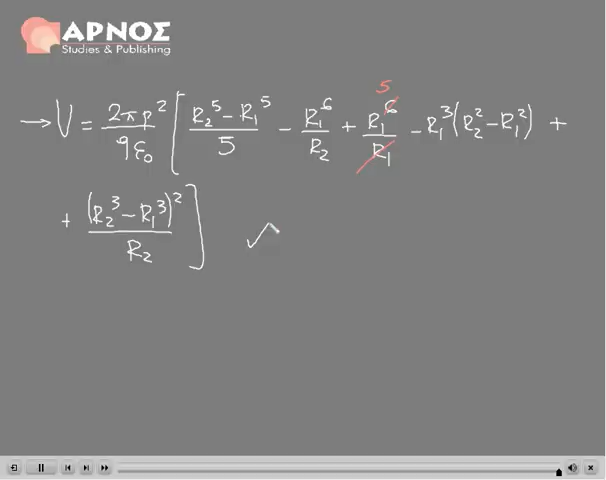 ΑΡΝΟΣ
Studies & Publishing
→ U = 2πρ²/9ε₀ [ (R₂⁵ − R₁⁵)/5 − R₁⁶/R₂ + R₁⁶ ⁵/R₁ − R₁³(R₂² − R₁²) +
+ (R₂³ − R₁³)²/R₂ ] ✓